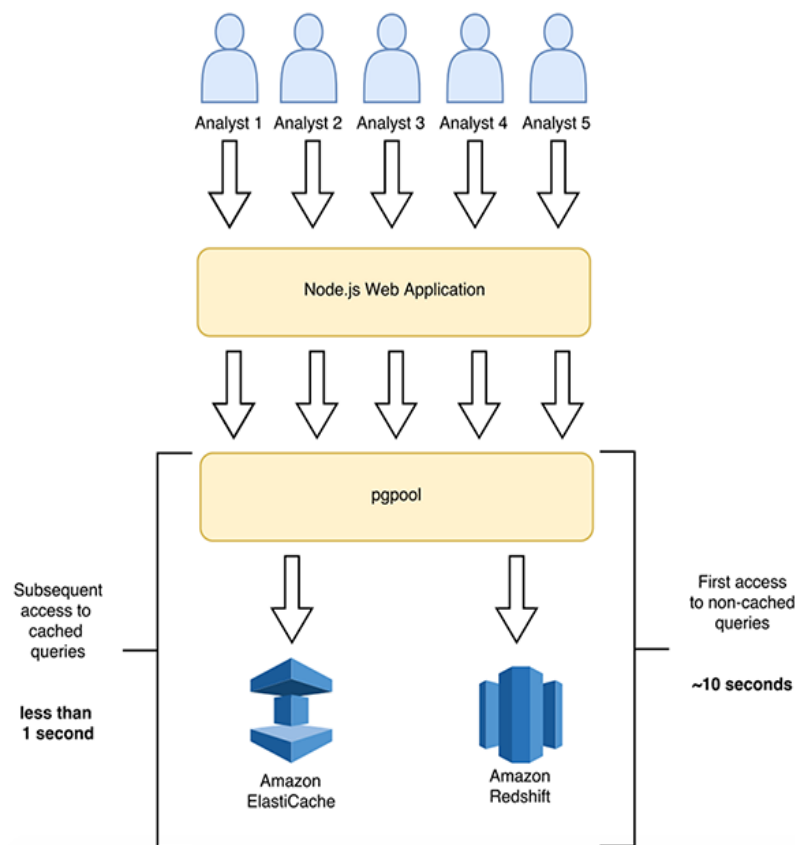 Analyst 1 Analyst 2 Analyst 3 Analyst 4 Analyst 5
Node.js Web Application
pgpool
Subsequent
access to
cached
queries
less than
1 second
First access
to non-cached
queries
~10 seconds
Amazon
ElastiCache
Amazon
Redshift